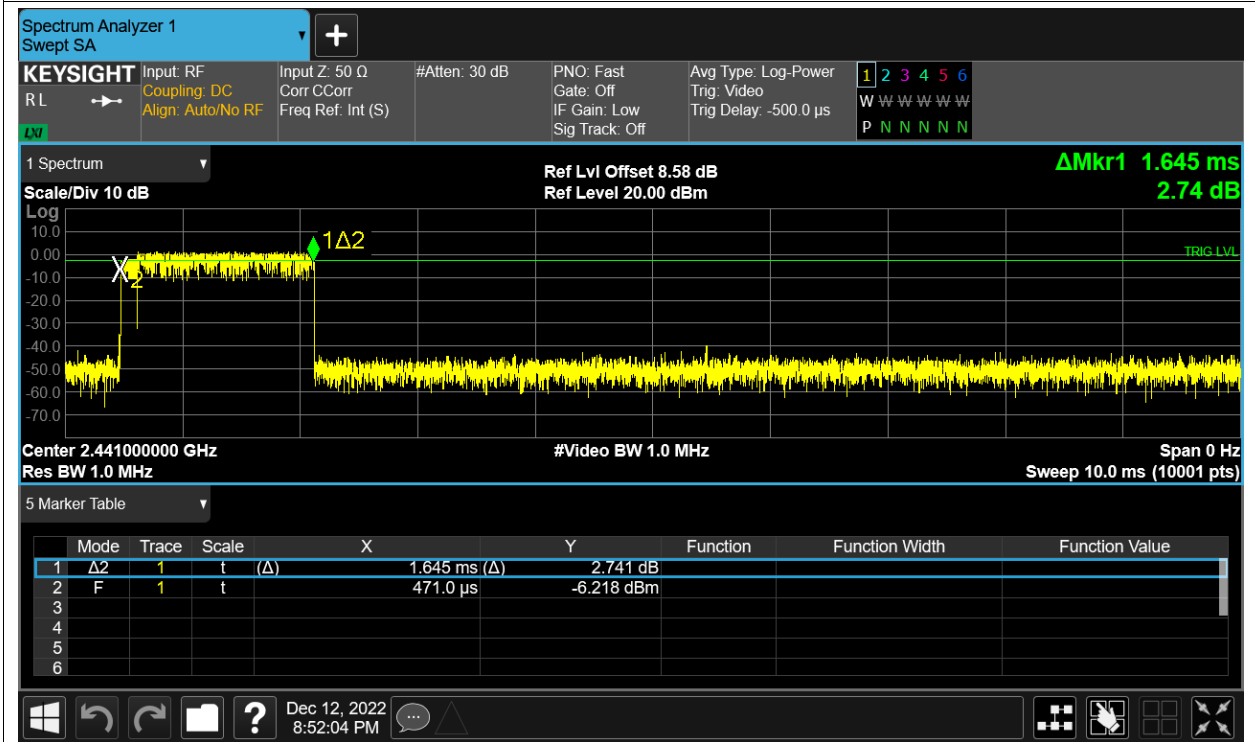 Spectrum Analyzer 1
Swept SA
KEYSIGHT Input: RF Input Z: 50 Ω #Atten: 30 dB PNO: Fast Avg Type: Log-Power 1 2 3 4 5 6
R L Coupling: DC Corr CCorr Gate: Off Trig: Video W W W W W W
Align: Auto/No RF Freq Ref: Int (S) IF Gain: Low Trig Delay: -500.0 µs
LXI Sig Track: Off P N N N N N
1 Spectrum Ref Lvl Offset 8.58 dB ΔMkr1 1.645 ms
Scale/Div 10 dB Ref Level 20.00 dBm 2.74 dB
Log
10.0 1Δ2
0.00 TRIG LVL
-10.0 X2
-20.0
-30.0
-40.0
-50.0
-60.0
-70.0
Center 2.441000000 GHz #Video BW 1.0 MHz Span 0 Hz
Res BW 1.0 MHz Sweep 10.0 ms (10001 pts)
5 Marker Table
Mode Trace Scale X Y Function Function Width Function Value
1 Δ2 1 t (Δ) 1.645 ms (Δ) 2.741 dB
2 F 1 t 471.0 µs -6.218 dBm
3
4
5
6
? Dec 12, 2022
8:52:04 PM